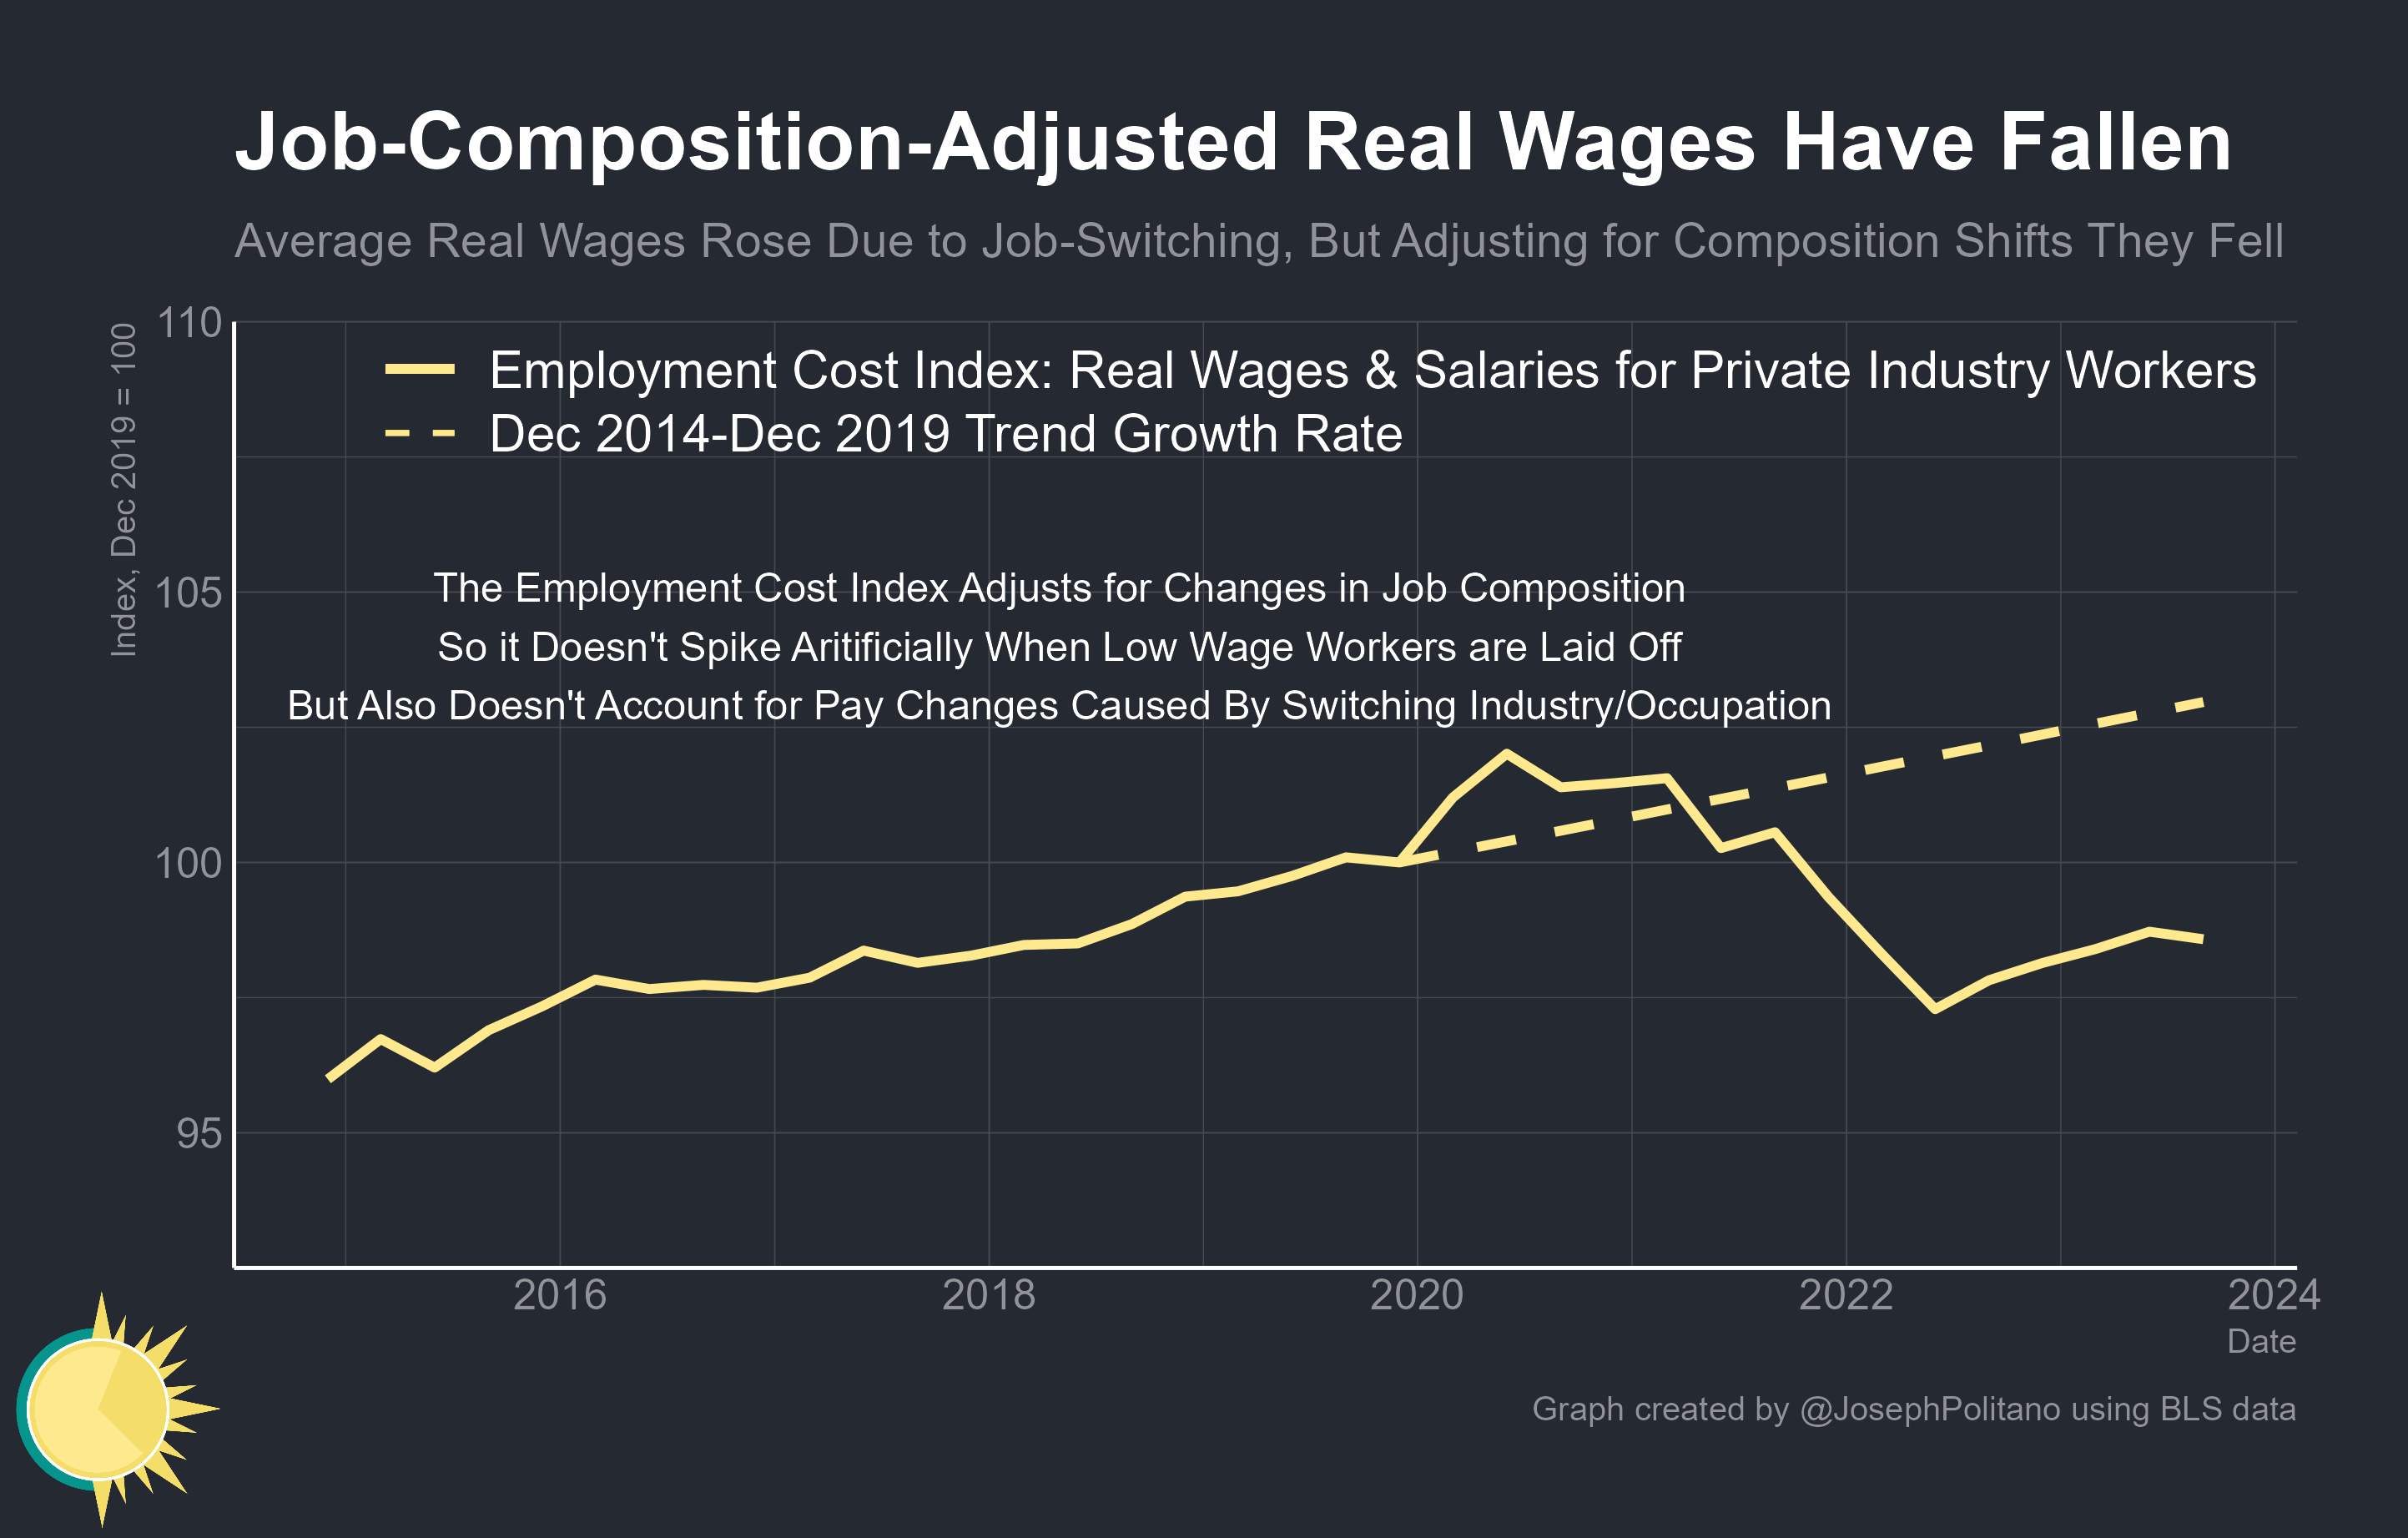 Job-Composition-Adjusted Real Wages Have Fallen
Average Real Wages Rose Due to Job-Switching, But Adjusting for Composition Shifts They Fell
Index, Dec 2019 = 100
110
105
100
95
Employment Cost Index: Real Wages & Salaries for Private Industry Workers
Dec 2014-Dec 2019 Trend Growth Rate
The Employment Cost Index Adjusts for Changes in Job Composition
So it Doesn't Spike Aritificially When Low Wage Workers are Laid Off
But Also Doesn't Account for Pay Changes Caused By Switching Industry/Occupation
2016 2018 2020 2022 2024
Date
Graph created by @JosephPolitano using BLS data